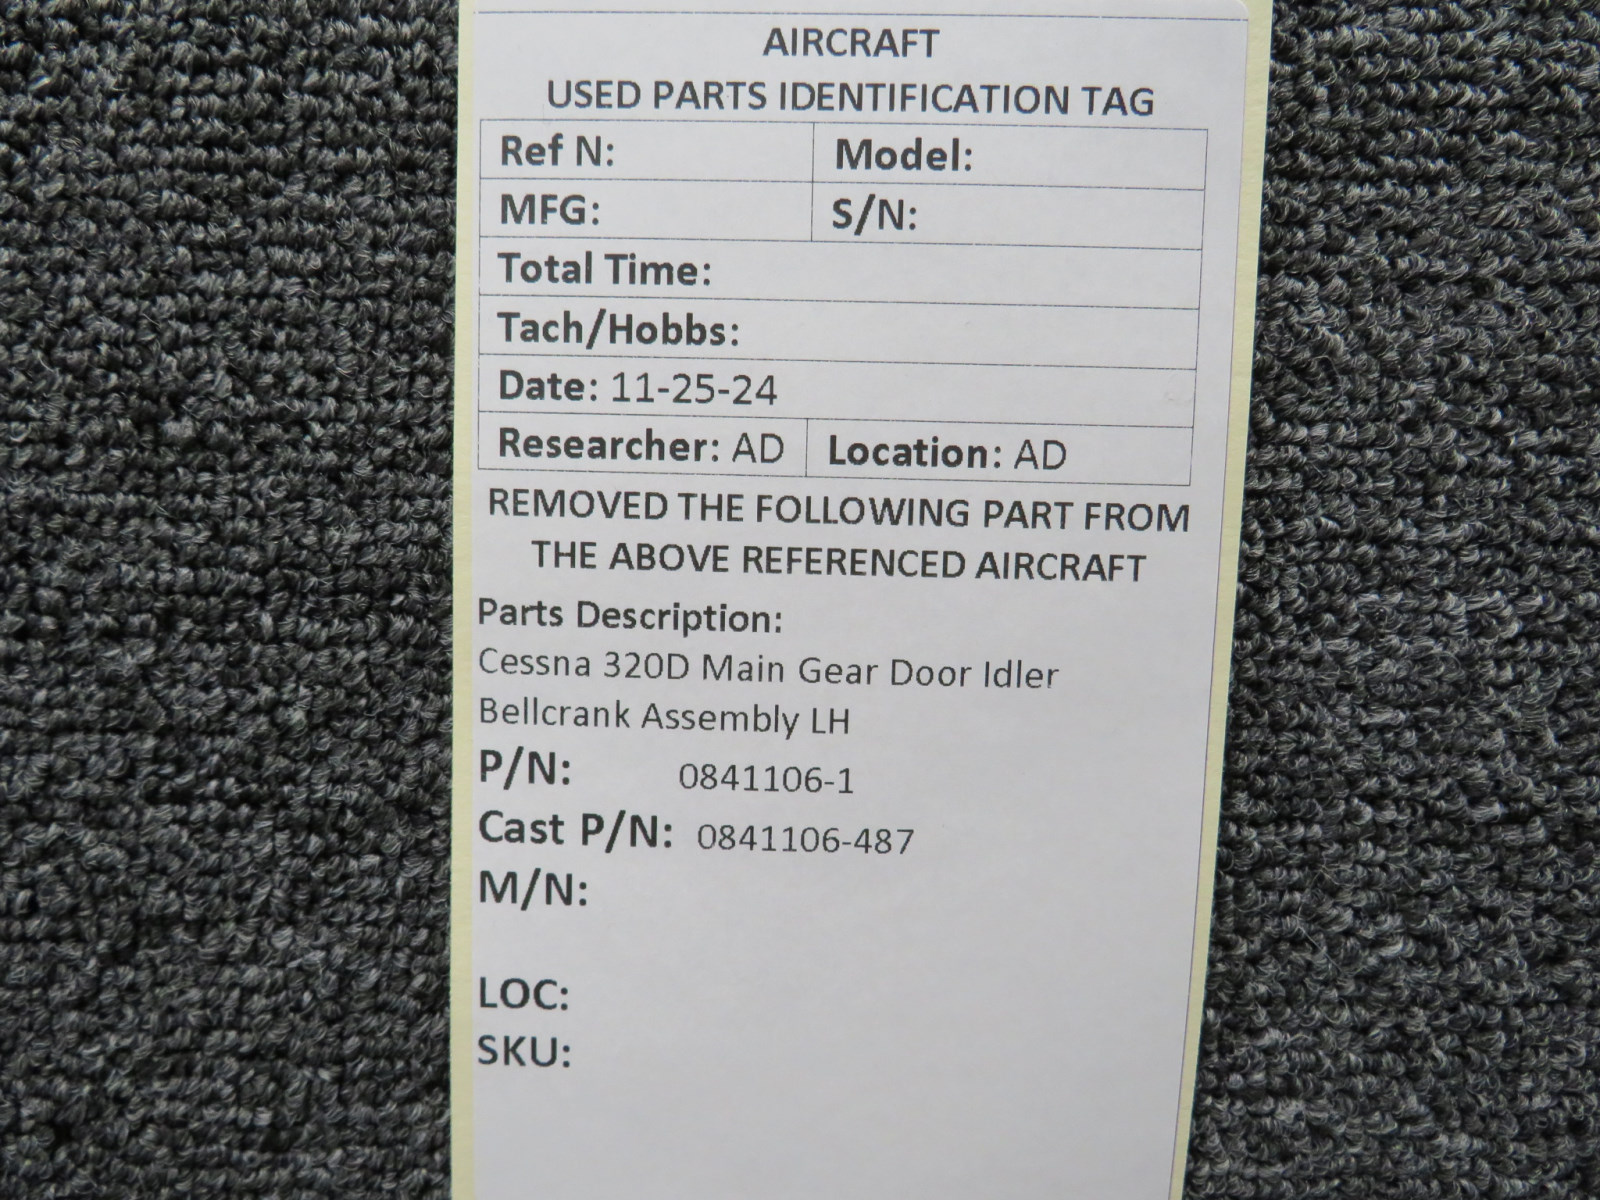 AIRCRAFT
USED PARTS IDENTIFICATION TAG
Ref N: Model:
MFG: S/N:
Total Time:
Tach/Hobbs:
Date: 11-25-24
Researcher: AD Location: AD
REMOVED THE FOLLOWING PART FROM
THE ABOVE REFERENCED AIRCRAFT
Parts Description:
Cessna 320D Main Gear Door Idler
Bellcrank Assembly LH
P/N: 0841106-1
Cast P/N: 0841106-487
M/N:
LOC:
SKU: